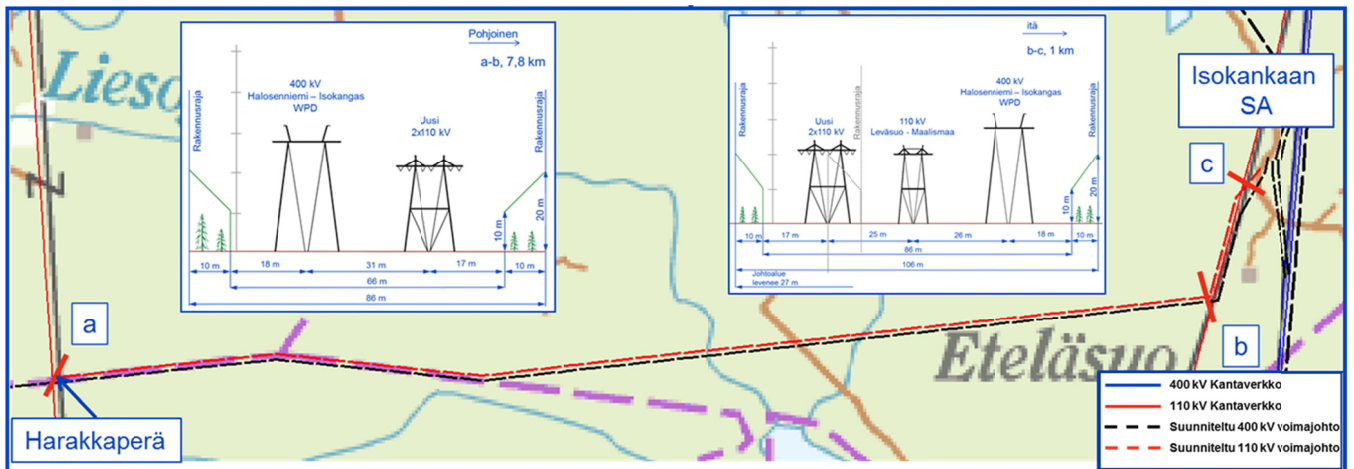 Lieso
Pohjoinen
a-b, 7,8 km
400 kV
Halosenniemi – Isokangas
WPD
Jusi
2x110 kV
Rakennusraja
Rakennusraja
10 m
20 m
10 m
18 m
31 m
17 m
10 m
66 m
86 m
itä
b-c, 1 km
400 kV
Halosenniemi – Isokangas
WPD
Uusi
2x110 kV
110 kV
Leväsuo - Maalismaa
Rakennusraja
Rakennusraja
Rakennusraja
10 m
20 m
10 m
17 m
25 m
26 m
18 m
10 m
86 m
106 m
Johtoalue
levenee 27 m
Isokankaan
SA
c
a
b
Eteläsuo
Harakkaperä
400 kV Kantaverkko
110 kV Kantaverkko
Suunniteltu 400 kV voimajohto
Suunniteltu 110 kV voimajohto